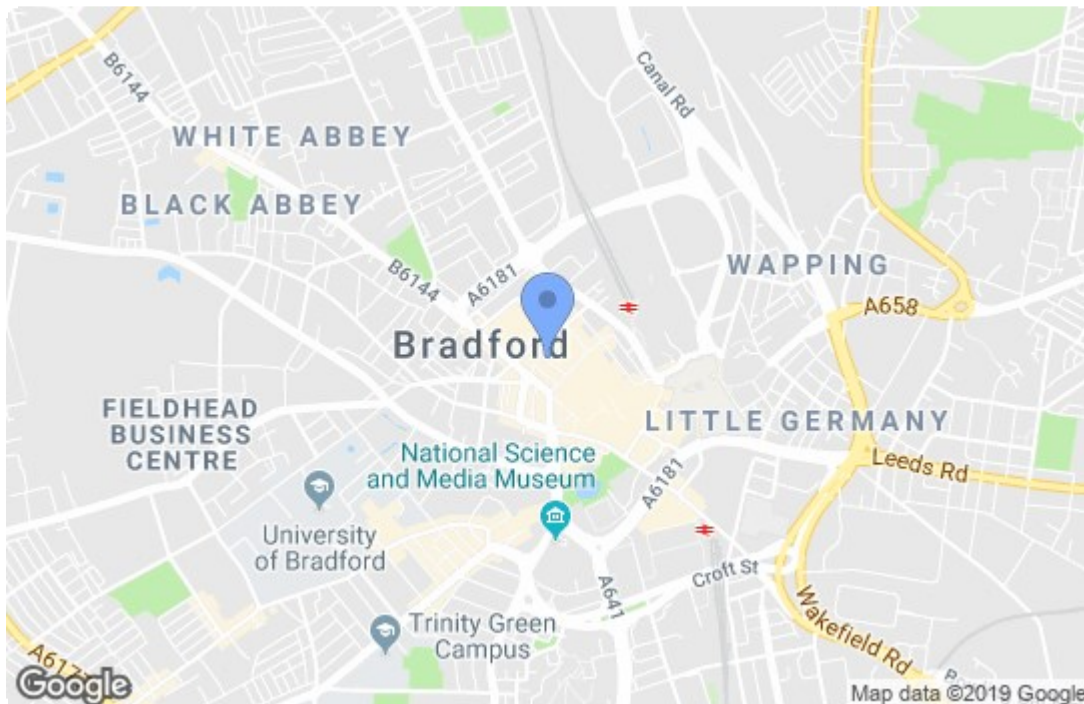 B6144
Canal Rd
WHITE ABBEY
BLACK ABBEY
B6144
A6181
WAPPING
A658
Bradford
FIELDHEAD
BUSINESS
CENTRE
LITTLE GERMANY
National Science
and Media Museum
A6181
Leeds Rd
University
of Bradford
Croft St
A641
Wakefield Rd
Trinity Green
Campus
Google
Map data ©2019 Google